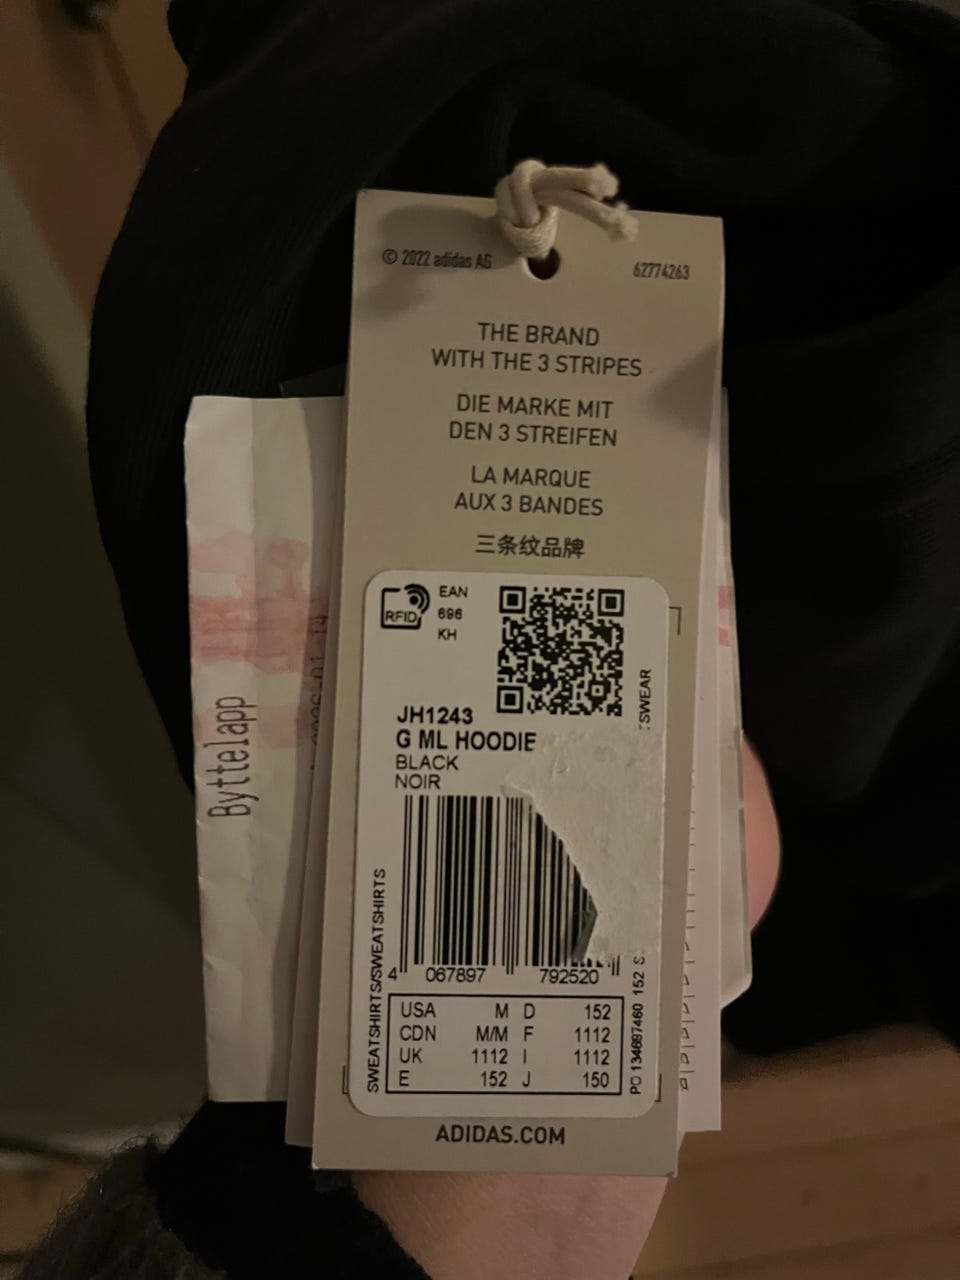 © 2022 adidas AG
62774263
THE BRAND
WITH THE 3 STRIPES
DIE MARKE MIT
DEN 3 STREIFEN
LA MARQUE
AUX 3 BANDES
三条纹品牌
RFID
EAN
696
KH
JH1243
G ML HOODIE
BLACK
NOIR
SWEATSHIRTS/SWEATSHIRTS
4 067897 792520
USA M D 152
CDN M/M F 1112
UK 1112 I 1112
E 152 J 150
PO 134697460 152
ADIDAS.COM
Byttelapp